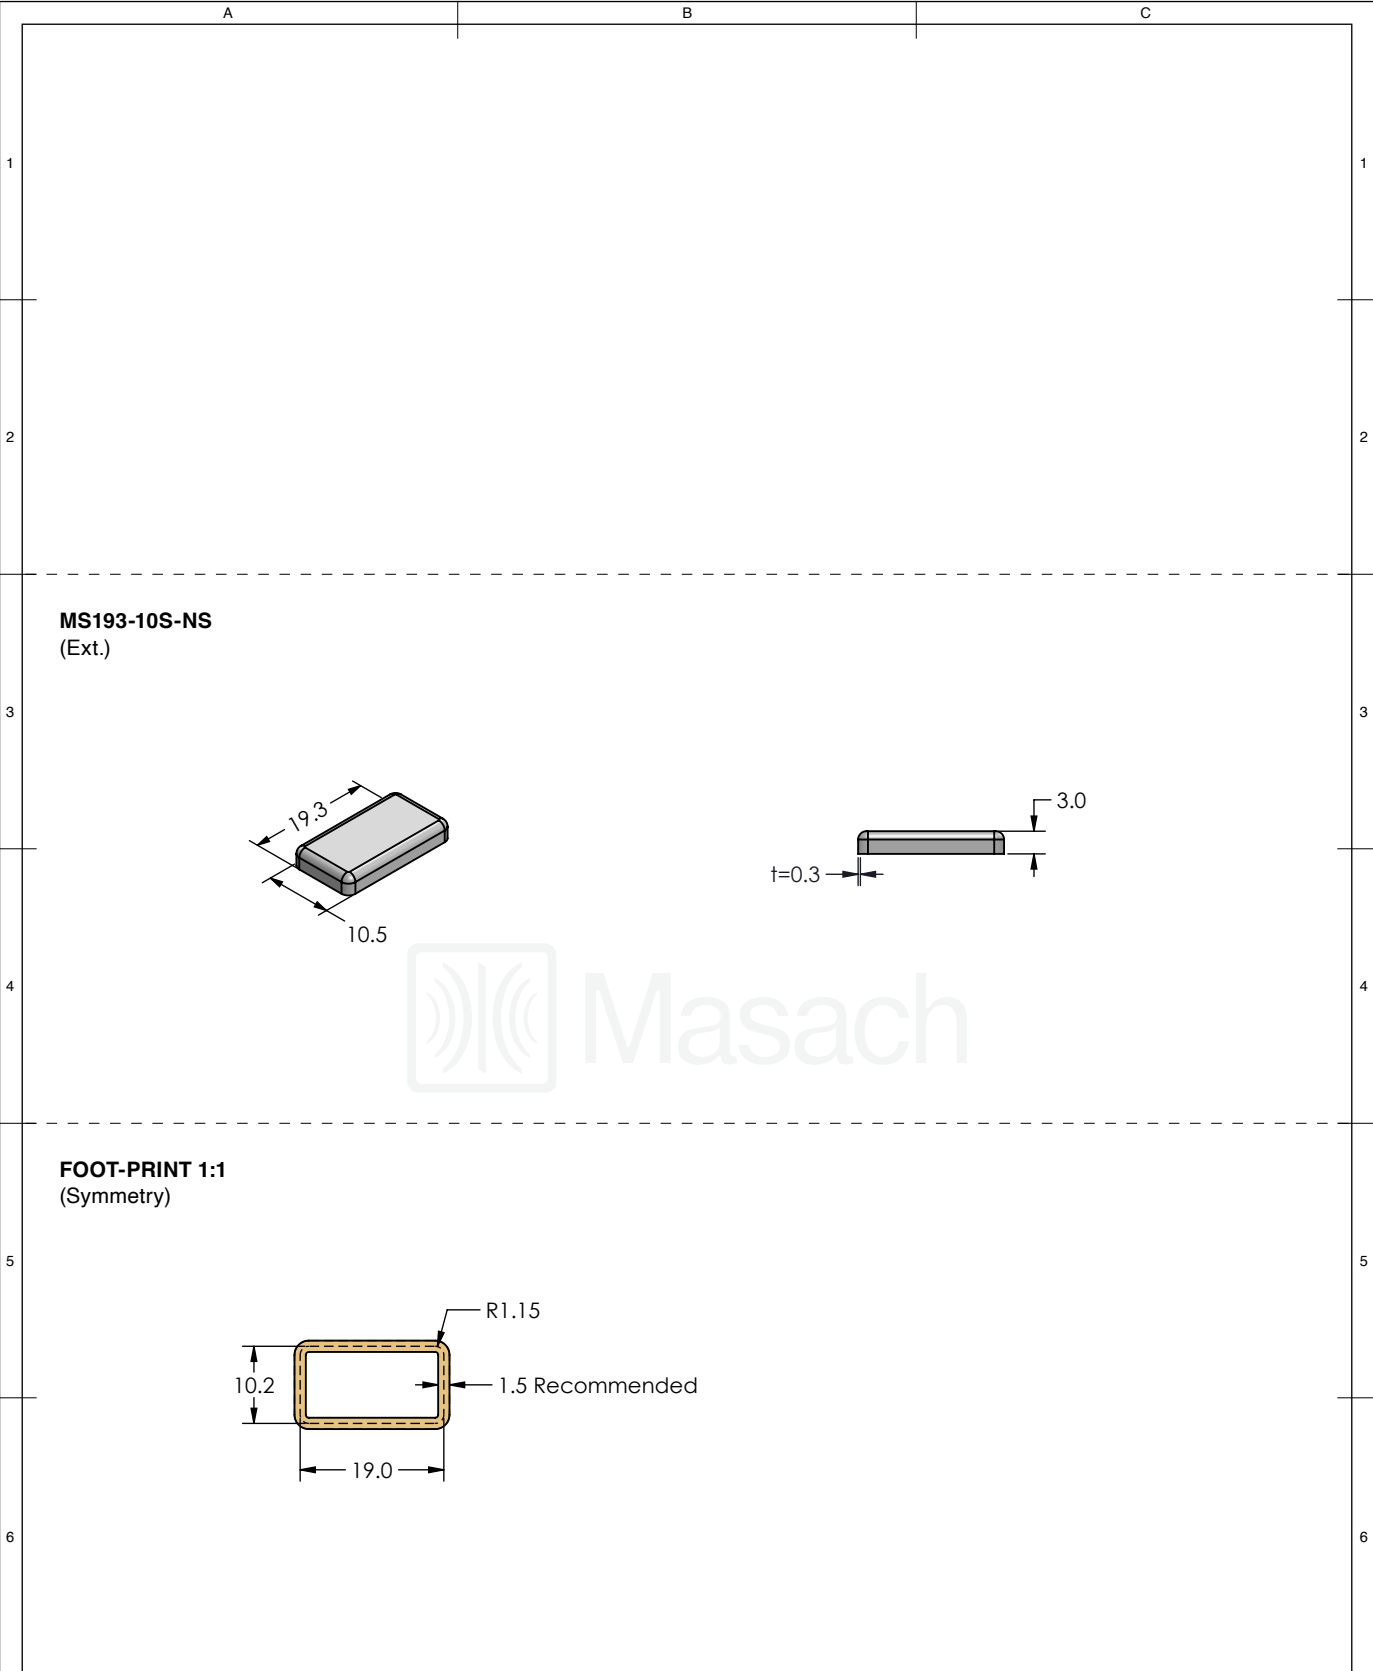 A B C
1 1
2 2
MS193-10S-NS
(Ext.)
3 3
19.3
3.0
t=0.3
10.5
Masach
4 4
FOOT-PRINT 1:1
(Symmetry)
5 5
R1.15
10.2
1.5 Recommended
19.0
6 6